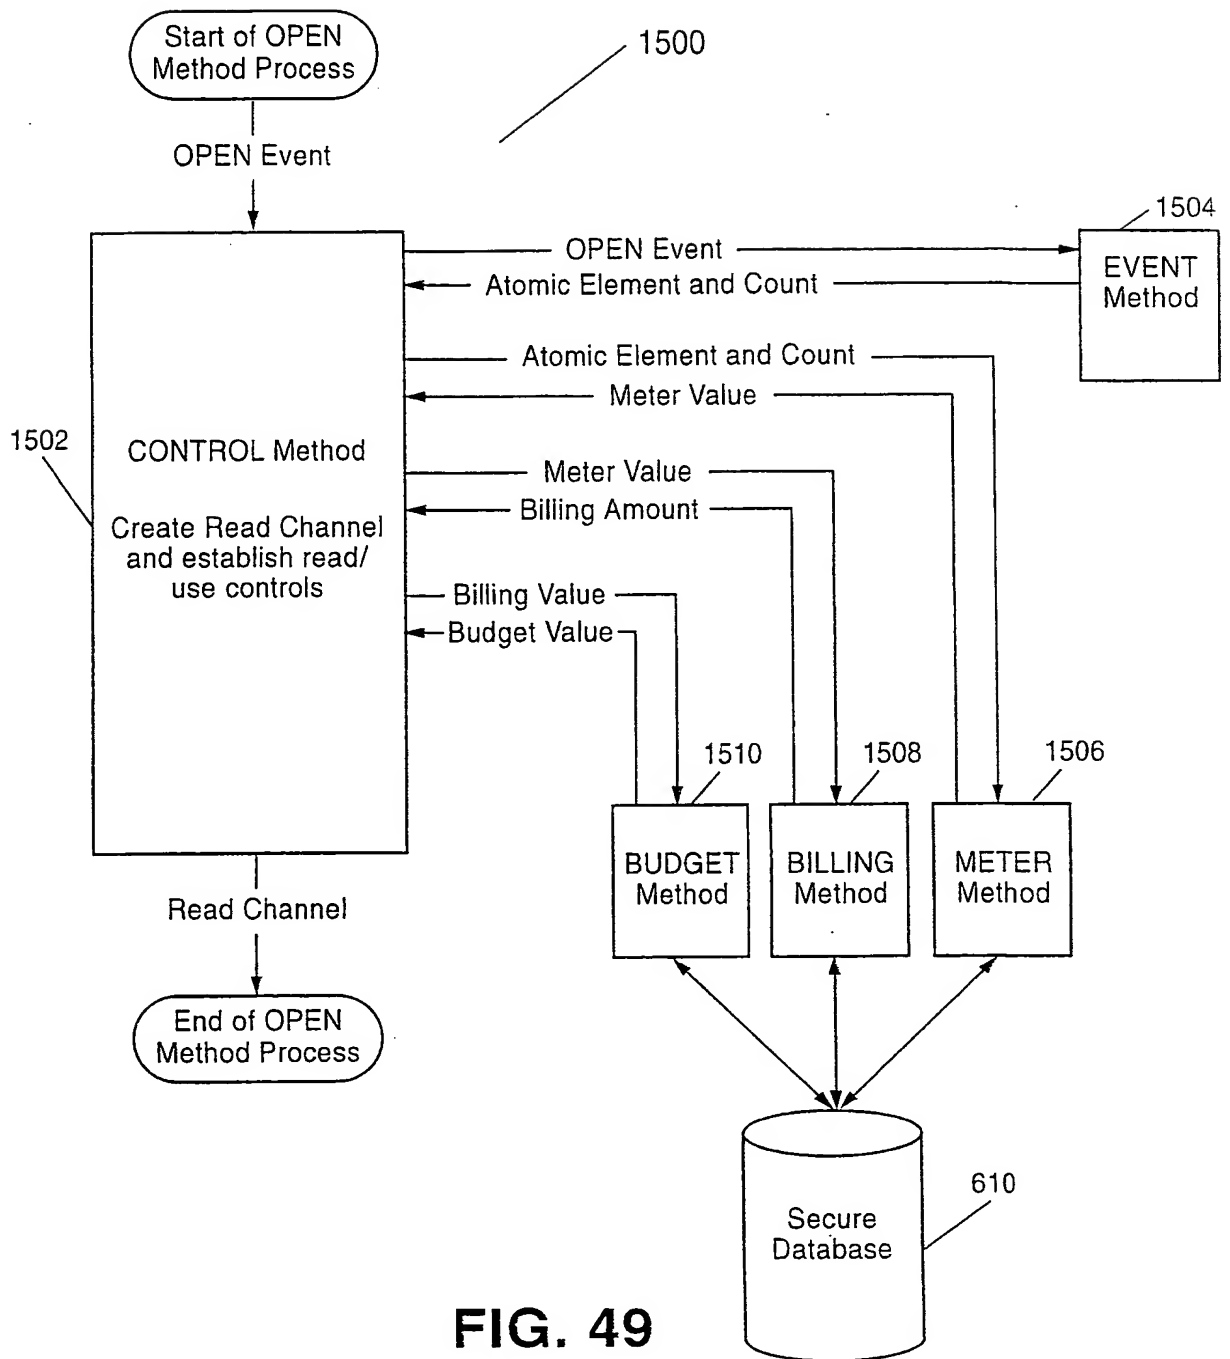 Start of OPEN
Method Process
1500
OPEN Event
1504
OPEN Event
EVENT
Method
Atomic Element and Count
Atomic Element and Count
Meter Value
1502
CONTROL Method
Create Read Channel
and establish read/
use controls
Meter Value
Billing Amount
Billing Value
Budget Value
1510
1508
1506
BUDGET
Method
BILLING
Method
METER
Method
Read Channel
End of OPEN
Method Process
610
Secure
Database
FIG. 49